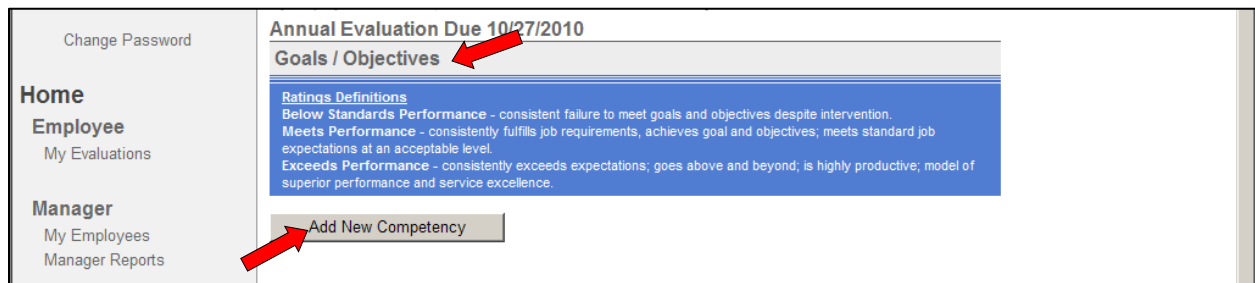 Change Password
Home
Employee
My Evaluations
Manager
My Employees
Manager Reports
Annual Evaluation Due 10/27/2010
Goals / Objectives
Ratings Definitions
Below Standards Performance - consistent failure to meet goals and objectives despite intervention.
Meets Performance - consistently fulfills job requirements, achieves goal and objectives; meets standard job
expectations at an acceptable level.
Exceeds Performance - consistently exceeds expectations; goes above and beyond; is highly productive; model of
superior performance and service excellence.
Add New Competency